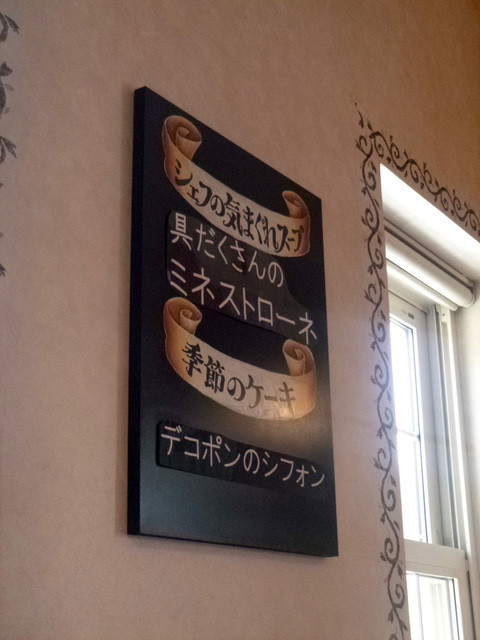 シェフの気まぐれスープ
具だくさんの
ミネストローネ
季節のケーキ
デコポンのシフォン